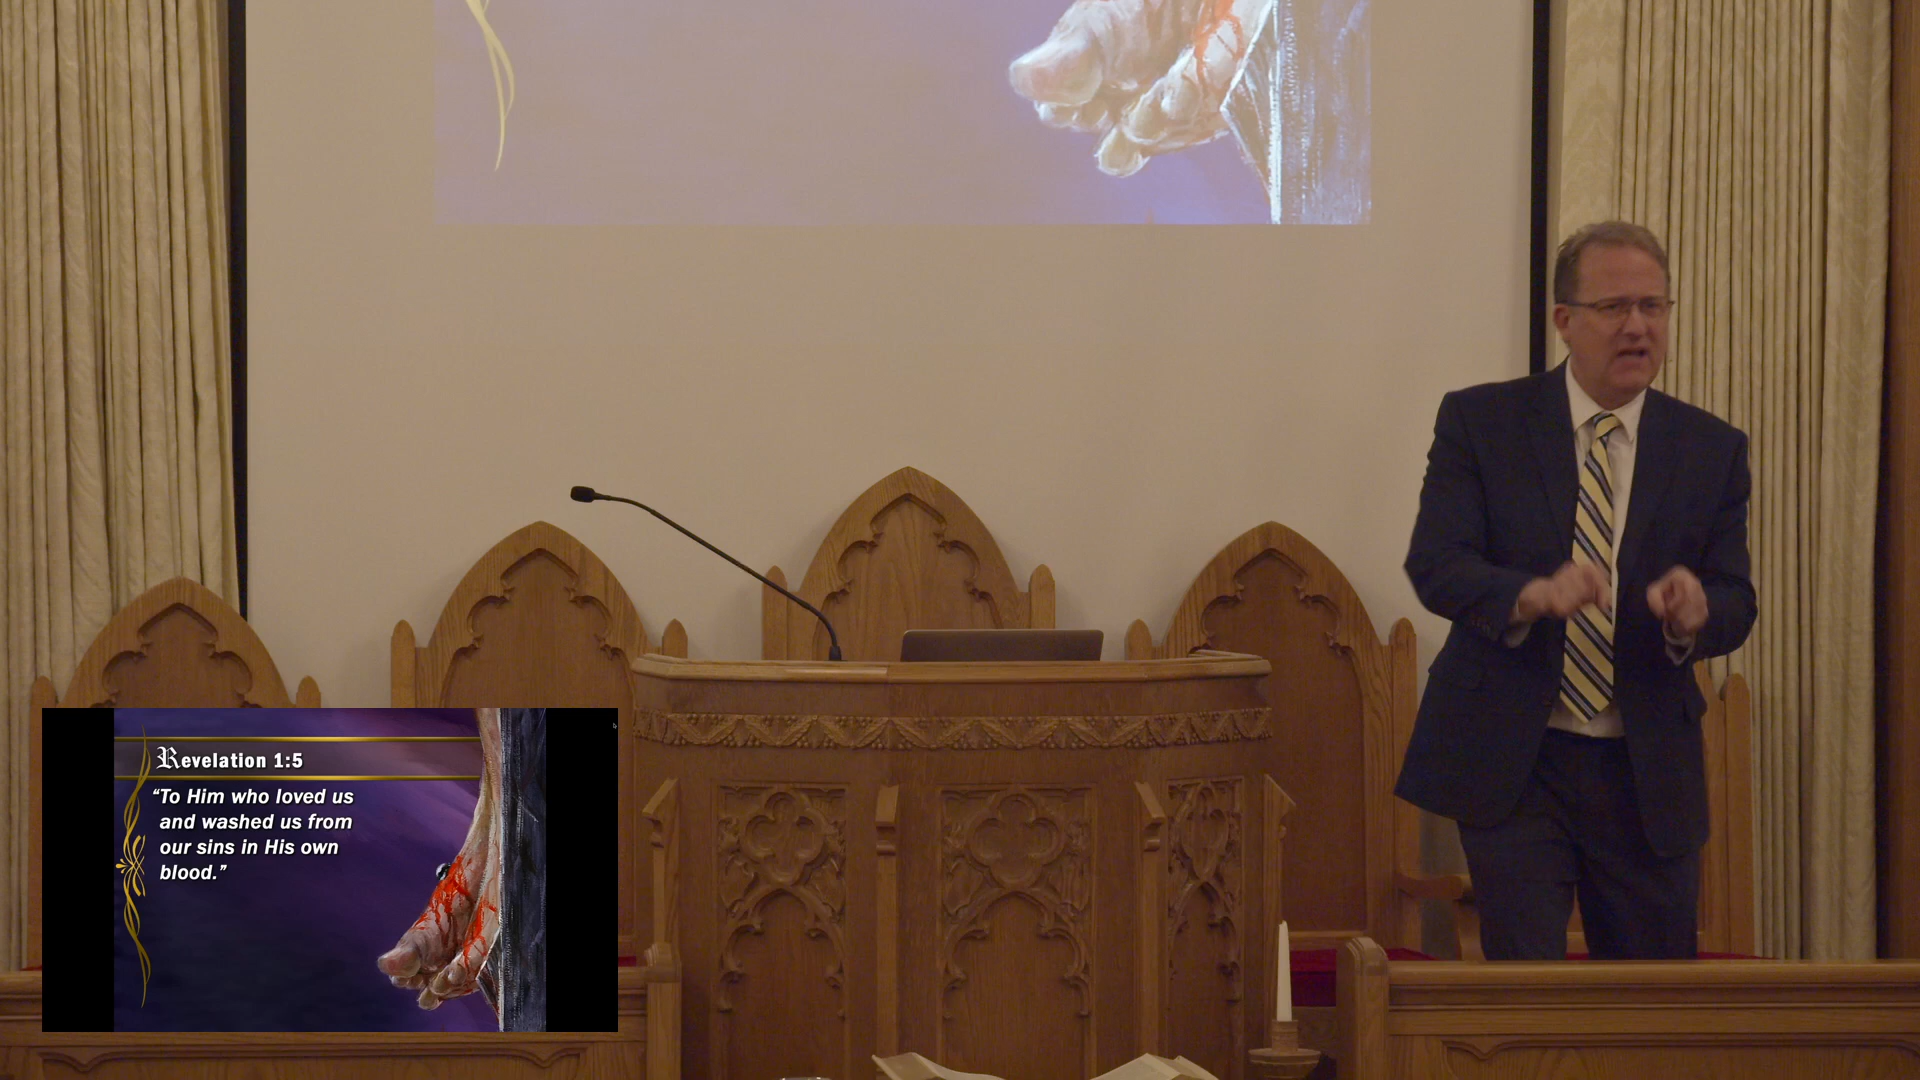 Revelation 1:5
“To Him who loved us
and washed us from
our sins in His own
blood.”